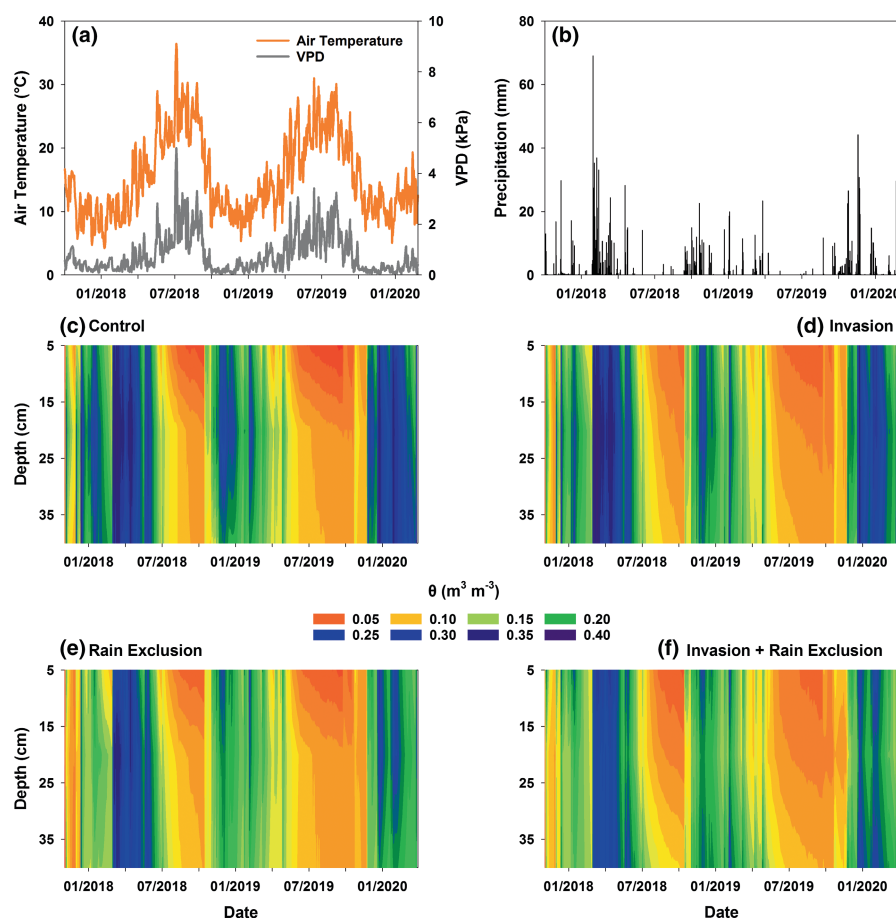 (a)
Air Temperature
VPD
40
30
20
10
0
Air Temperature (°C)
10
8
6
4
2
0
VPD (kPa)
01/2018 07/2018 01/2019 07/2019 01/2020
(b)
80
60
40
20
0
Precipitation (mm)
01/2018 07/2018 01/2019 07/2019 01/2020
(c) Control
5
15
25
35
Depth (cm)
01/2018 07/2018 01/2019 07/2019 01/2020
(d) Invasion
5
15
25
35
01/2018 07/2018 01/2019 07/2019 01/2020
θ (m³ m⁻³)
0.05 0.10 0.15 0.20
0.25 0.30 0.35 0.40
(e) Rain Exclusion
5
15
25
35
Depth (cm)
01/2018 07/2018 01/2019 07/2019 01/2020
Date
(f) Invasion + Rain Exclusion
5
15
25
35
01/2018 07/2018 01/2019 07/2019 01/2020
Date